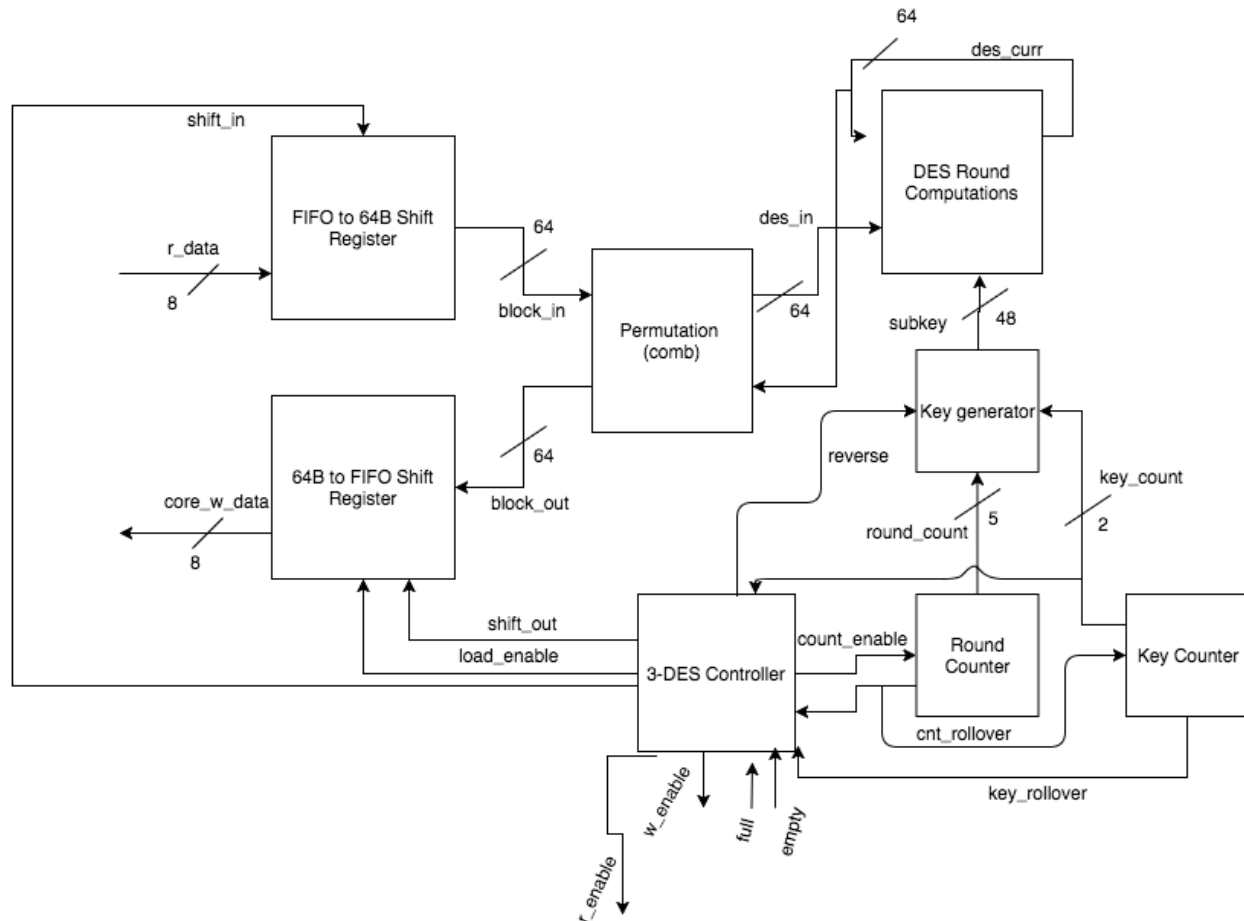 64
des_curr
shift_in
FIFO to 64B Shift
Register
DES Round
Computations
r_data
8
64
block_in
des_in
64
Permutation
(comb)
subkey
48
Key generator
64B to FIFO Shift
Register
core_w_data
8
64
block_out
reverse
key_count
2
round_count
5
shift_out
load_enable
3-DES Controller
count_enable
Round
Counter
Key Counter
cnt_rollover
key_rollover
w_enable
full
empty
r_enable